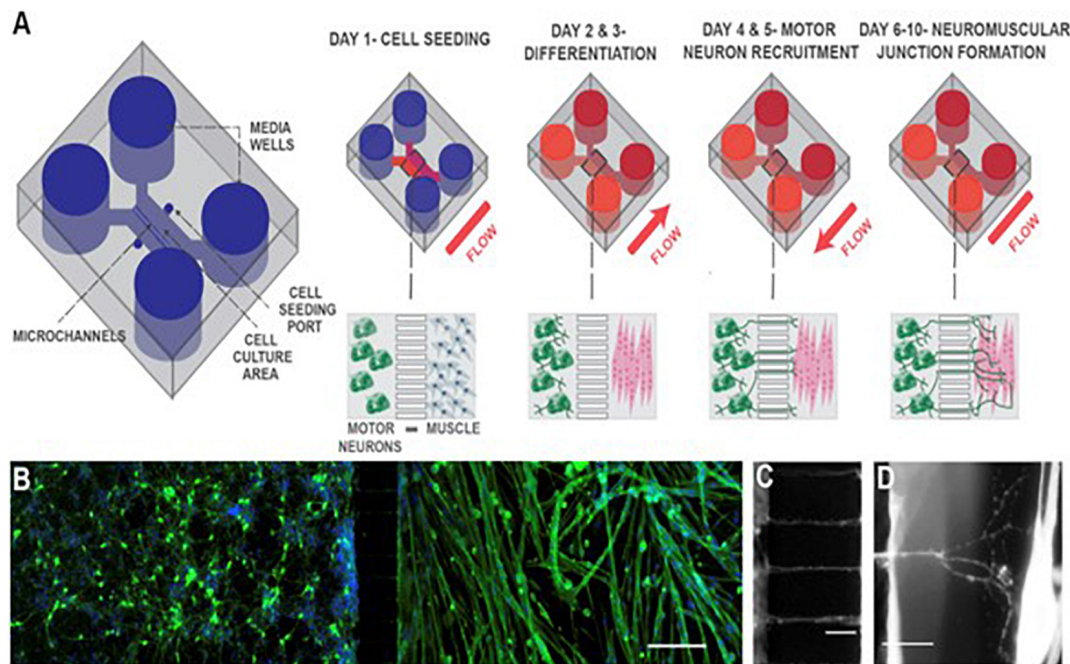 A
DAY 1- CELL SEEDING
DAY 2 & 3-
DIFFERENTIATION
DAY 4 & 5- MOTOR
NEURON RECRUITMENT
DAY 6-10- NEUROMUSCULAR
JUNCTION FORMATION
MEDIA
WELLS
MICROCHANNELS
CELL
SEEDING
PORT
CELL
CULTURE
AREA
FLOW
FLOW
FLOW
FLOW
MOTOR
NEURONS
MUSCLE
B
C
D